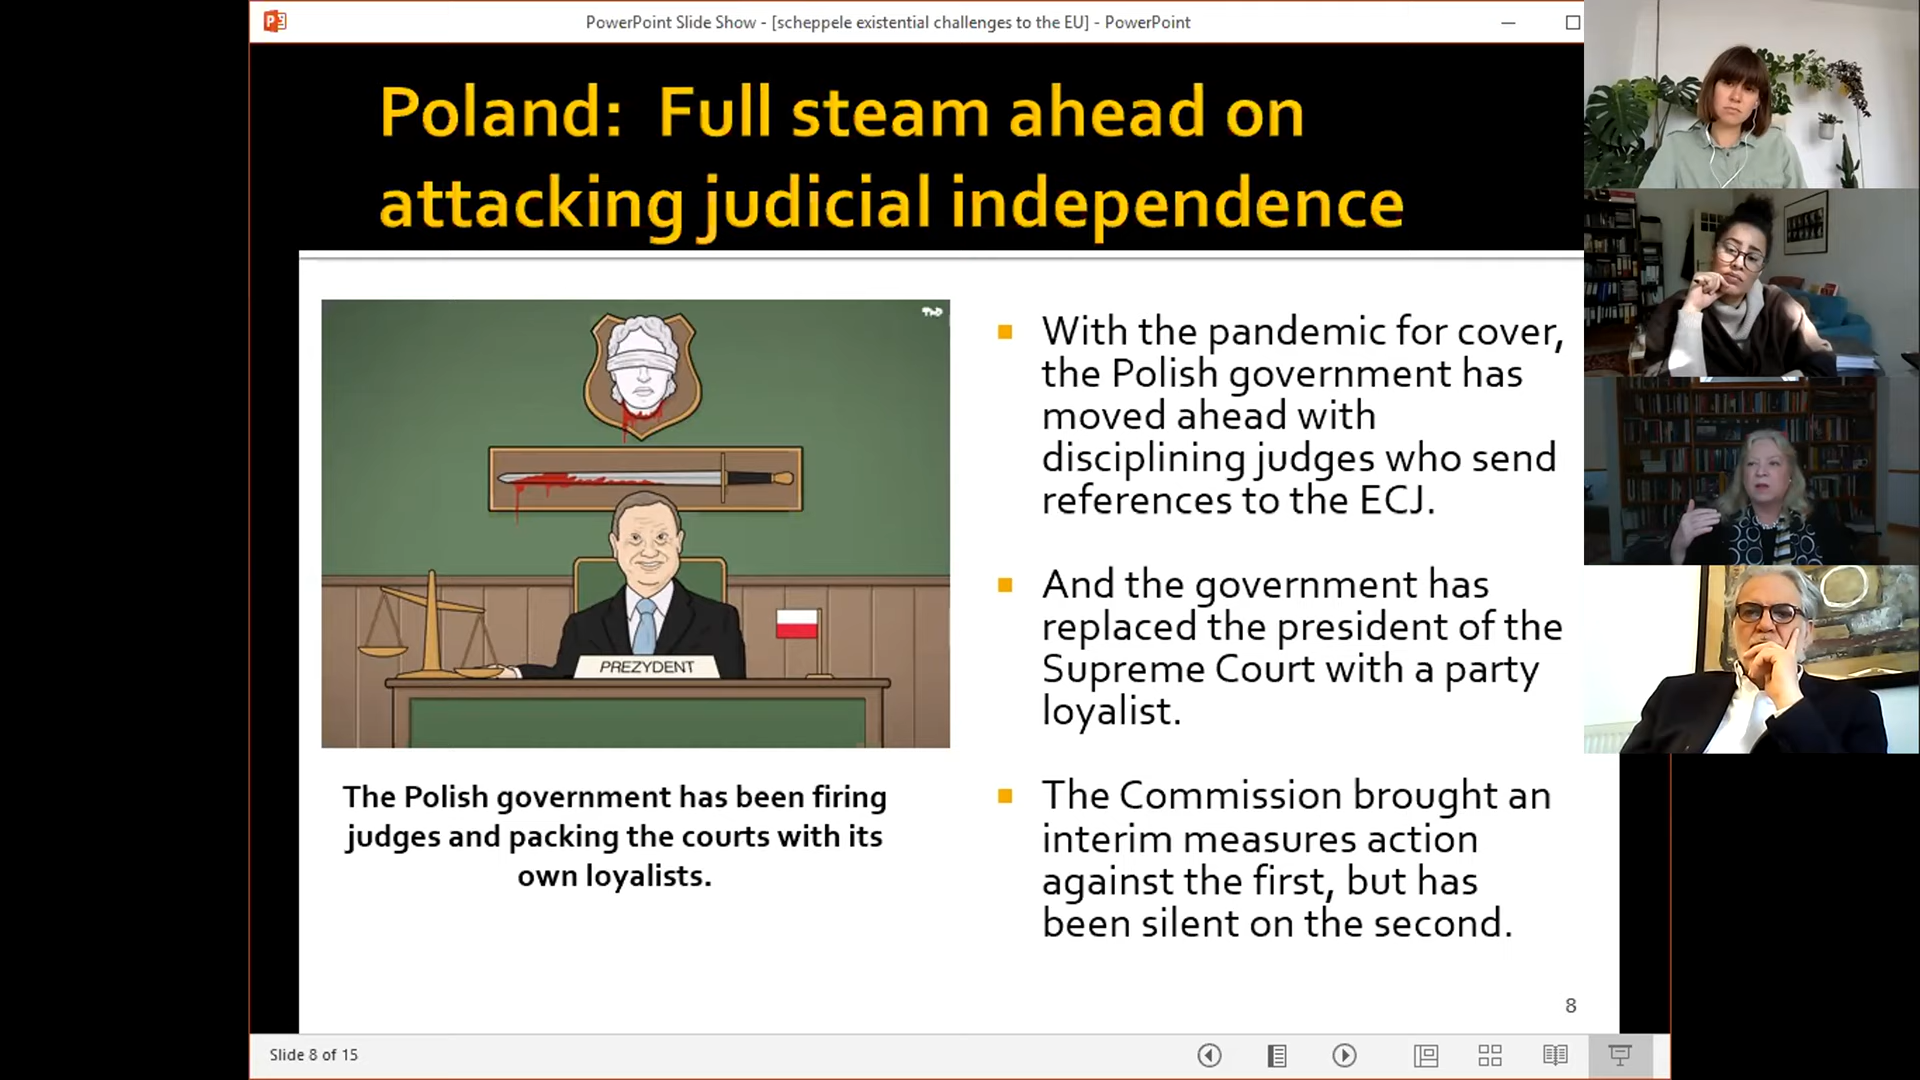 PowerPoint Slide Show - [scheppele existential challenges to the EU] - PowerPoint
Poland: Full steam ahead on
attacking judicial independence
PREZYDENT
The Polish government has been firing
judges and packing the courts with its
own loyalists.
With the pandemic for cover,
the Polish government has
moved ahead with
disciplining judges who send
references to the ECJ.
And the government has
replaced the president of the
Supreme Court with a party
loyalist.
The Commission brought an
interim measures action
against the first, but has
been silent on the second.
8
Slide 8 of 15